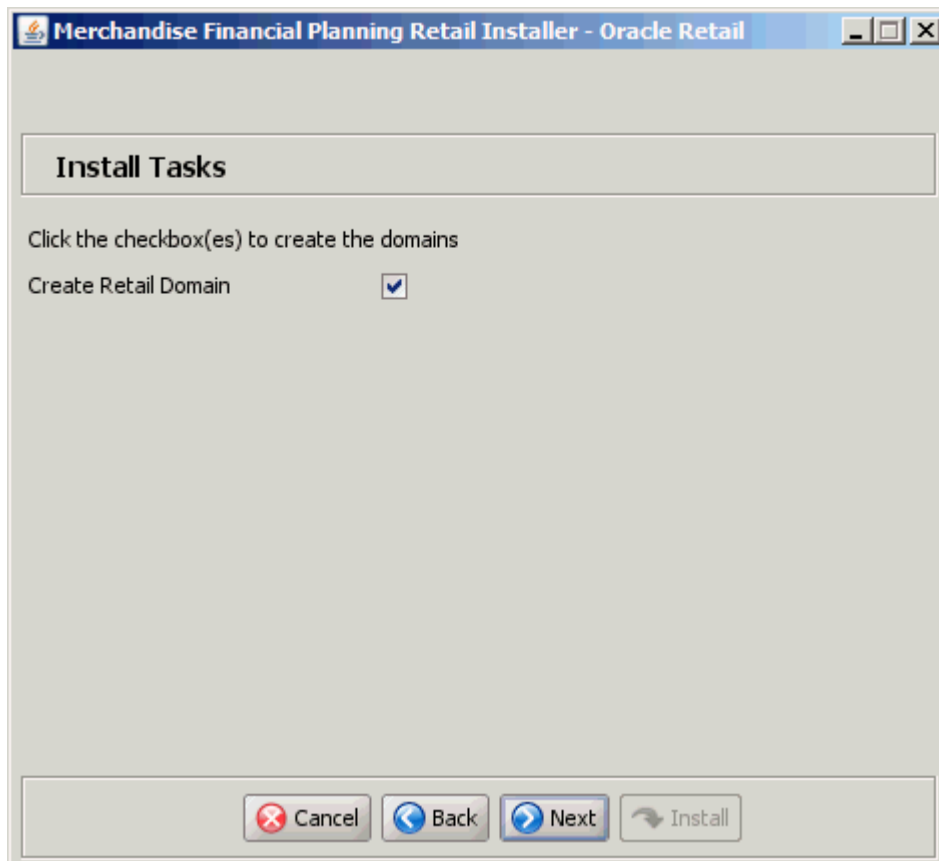 Merchandise Financial Planning Retail Installer - Oracle Retail
Install Tasks
Click the checkbox(es) to create the domains
Create Retail Domain
Cancel Back Next Install